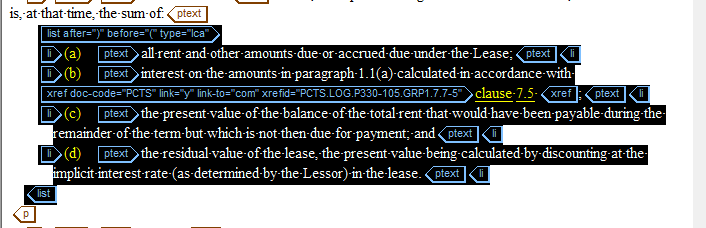 is, at that time, the sum of: ptext
list after=")" before="(" type="lca"
li (a) ptext all rent and other amounts due or accrued due under the Lease; ptext li
li (b) ptext interest on the amounts in paragraph 1.1(a) calculated in accordance with
xref doc-code="PCTS" link="y" link-to="com" xrefid="PCTS.LOG.P330-105.GRP1.7.7-5" clause 7.5 xref ; ptext li
li (c) ptext the present value of the balance of the total rent that would have been payable during the
remainder of the term but which is not then due for payment; and ptext li
li (d) ptext the residual value of the lease, the present value being calculated by discounting at the
implicit interest rate (as determined by the Lessor) in the lease. ptext li
list
p